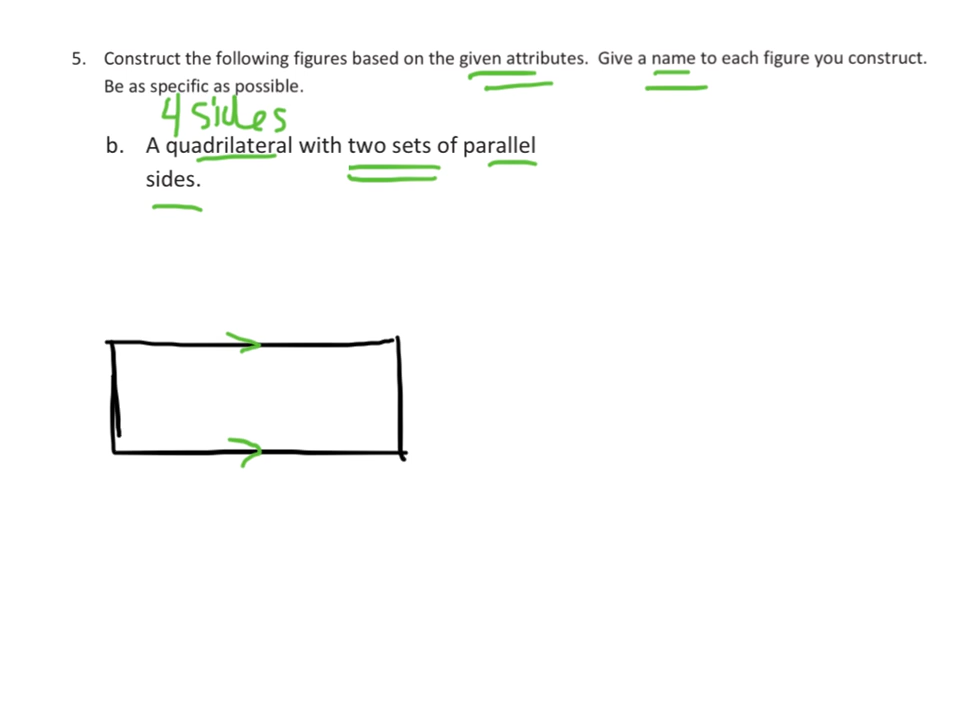 5. Construct the following figures based on the given attributes. Give a name to each figure you construct.
Be as specific as possible.
4 sides
b. A quadrilateral with two sets of parallel
sides.